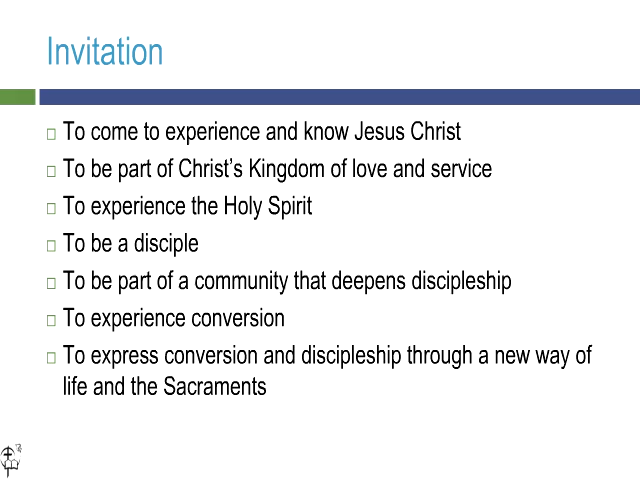 Invitation
To come to experience and know Jesus Christ
To be part of Christ’s Kingdom of love and service
To experience the Holy Spirit
To be a disciple
To be part of a community that deepens discipleship
To experience conversion
To express conversion and discipleship through a new way of
life and the Sacraments